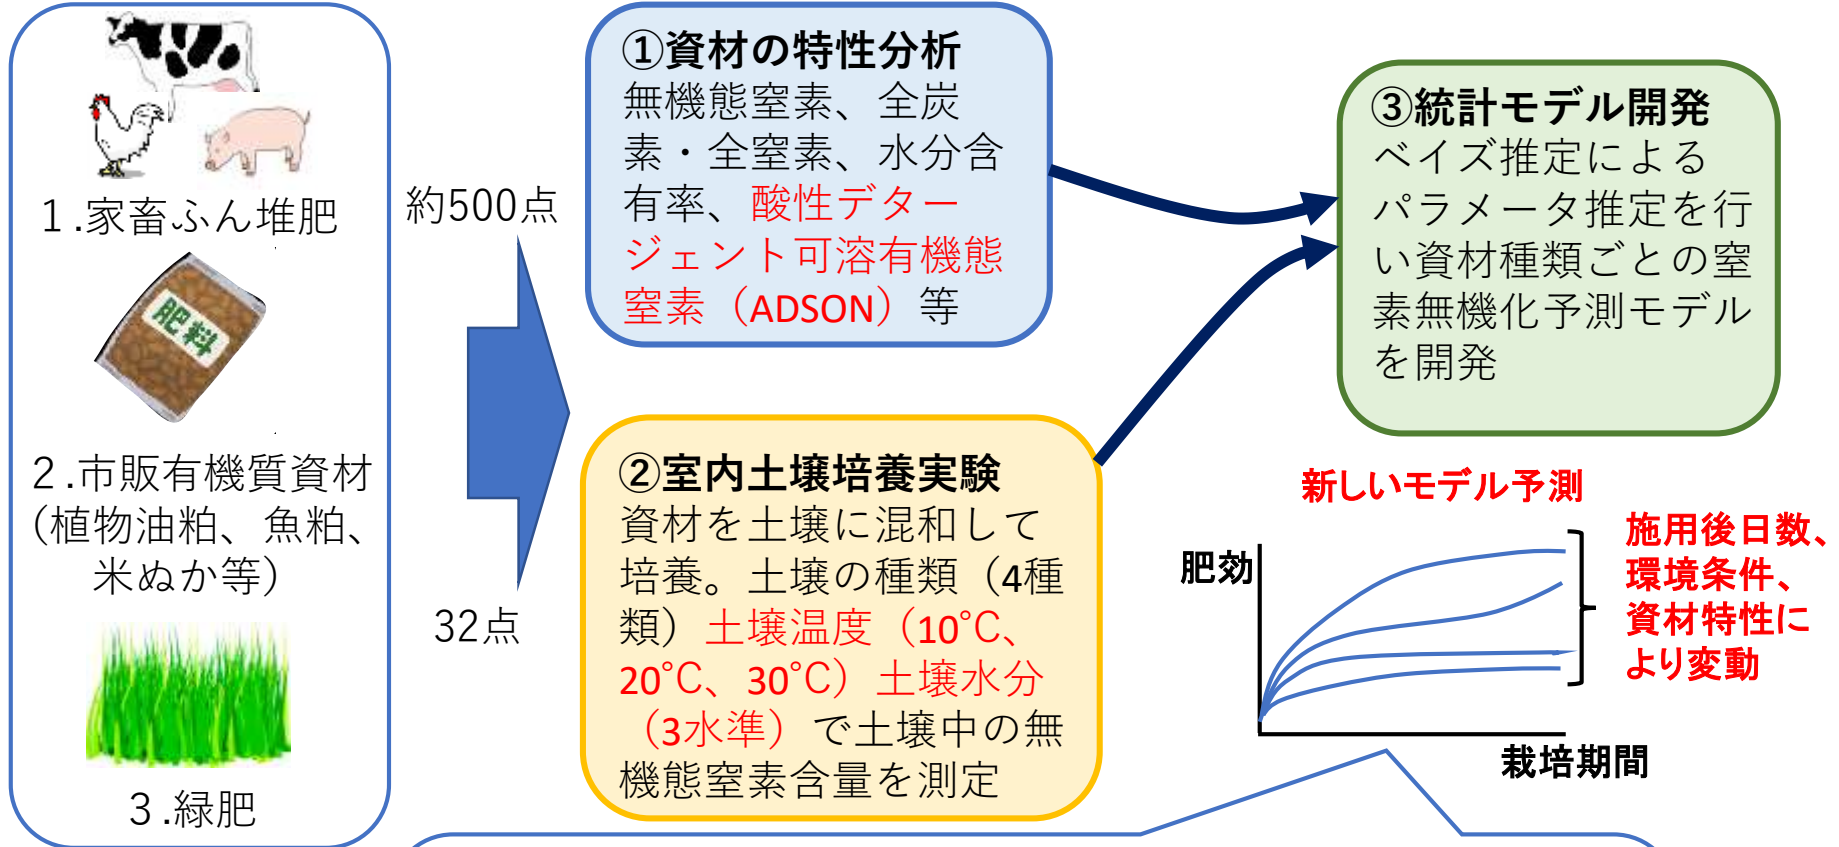 1.家畜ふん堆肥
肥料
2.市販有機質資材
(植物油粕、魚粕、
米ぬか等)
3.緑肥
約500点
32点
①資材の特性分析
無機態窒素、全炭
素・全窒素、水分含
有率、酸性デター
ジェント可溶有機態
窒素（ADSON）等
②室内土壌培養実験
資材を土壌に混和して
培養。土壌の種類（4種
類）土壌温度（10℃、
20℃、30℃）土壌水分
（3水準）で土壌中の無
機態窒素含量を測定
③統計モデル開発
ベイズ推定による
パラメータ推定を行
い資材種類ごとの窒
素無機化予測モデル
を開発
新しいモデル予測
肥効
栽培期間
施用後日数、
環境条件、
資材特性に
より変動